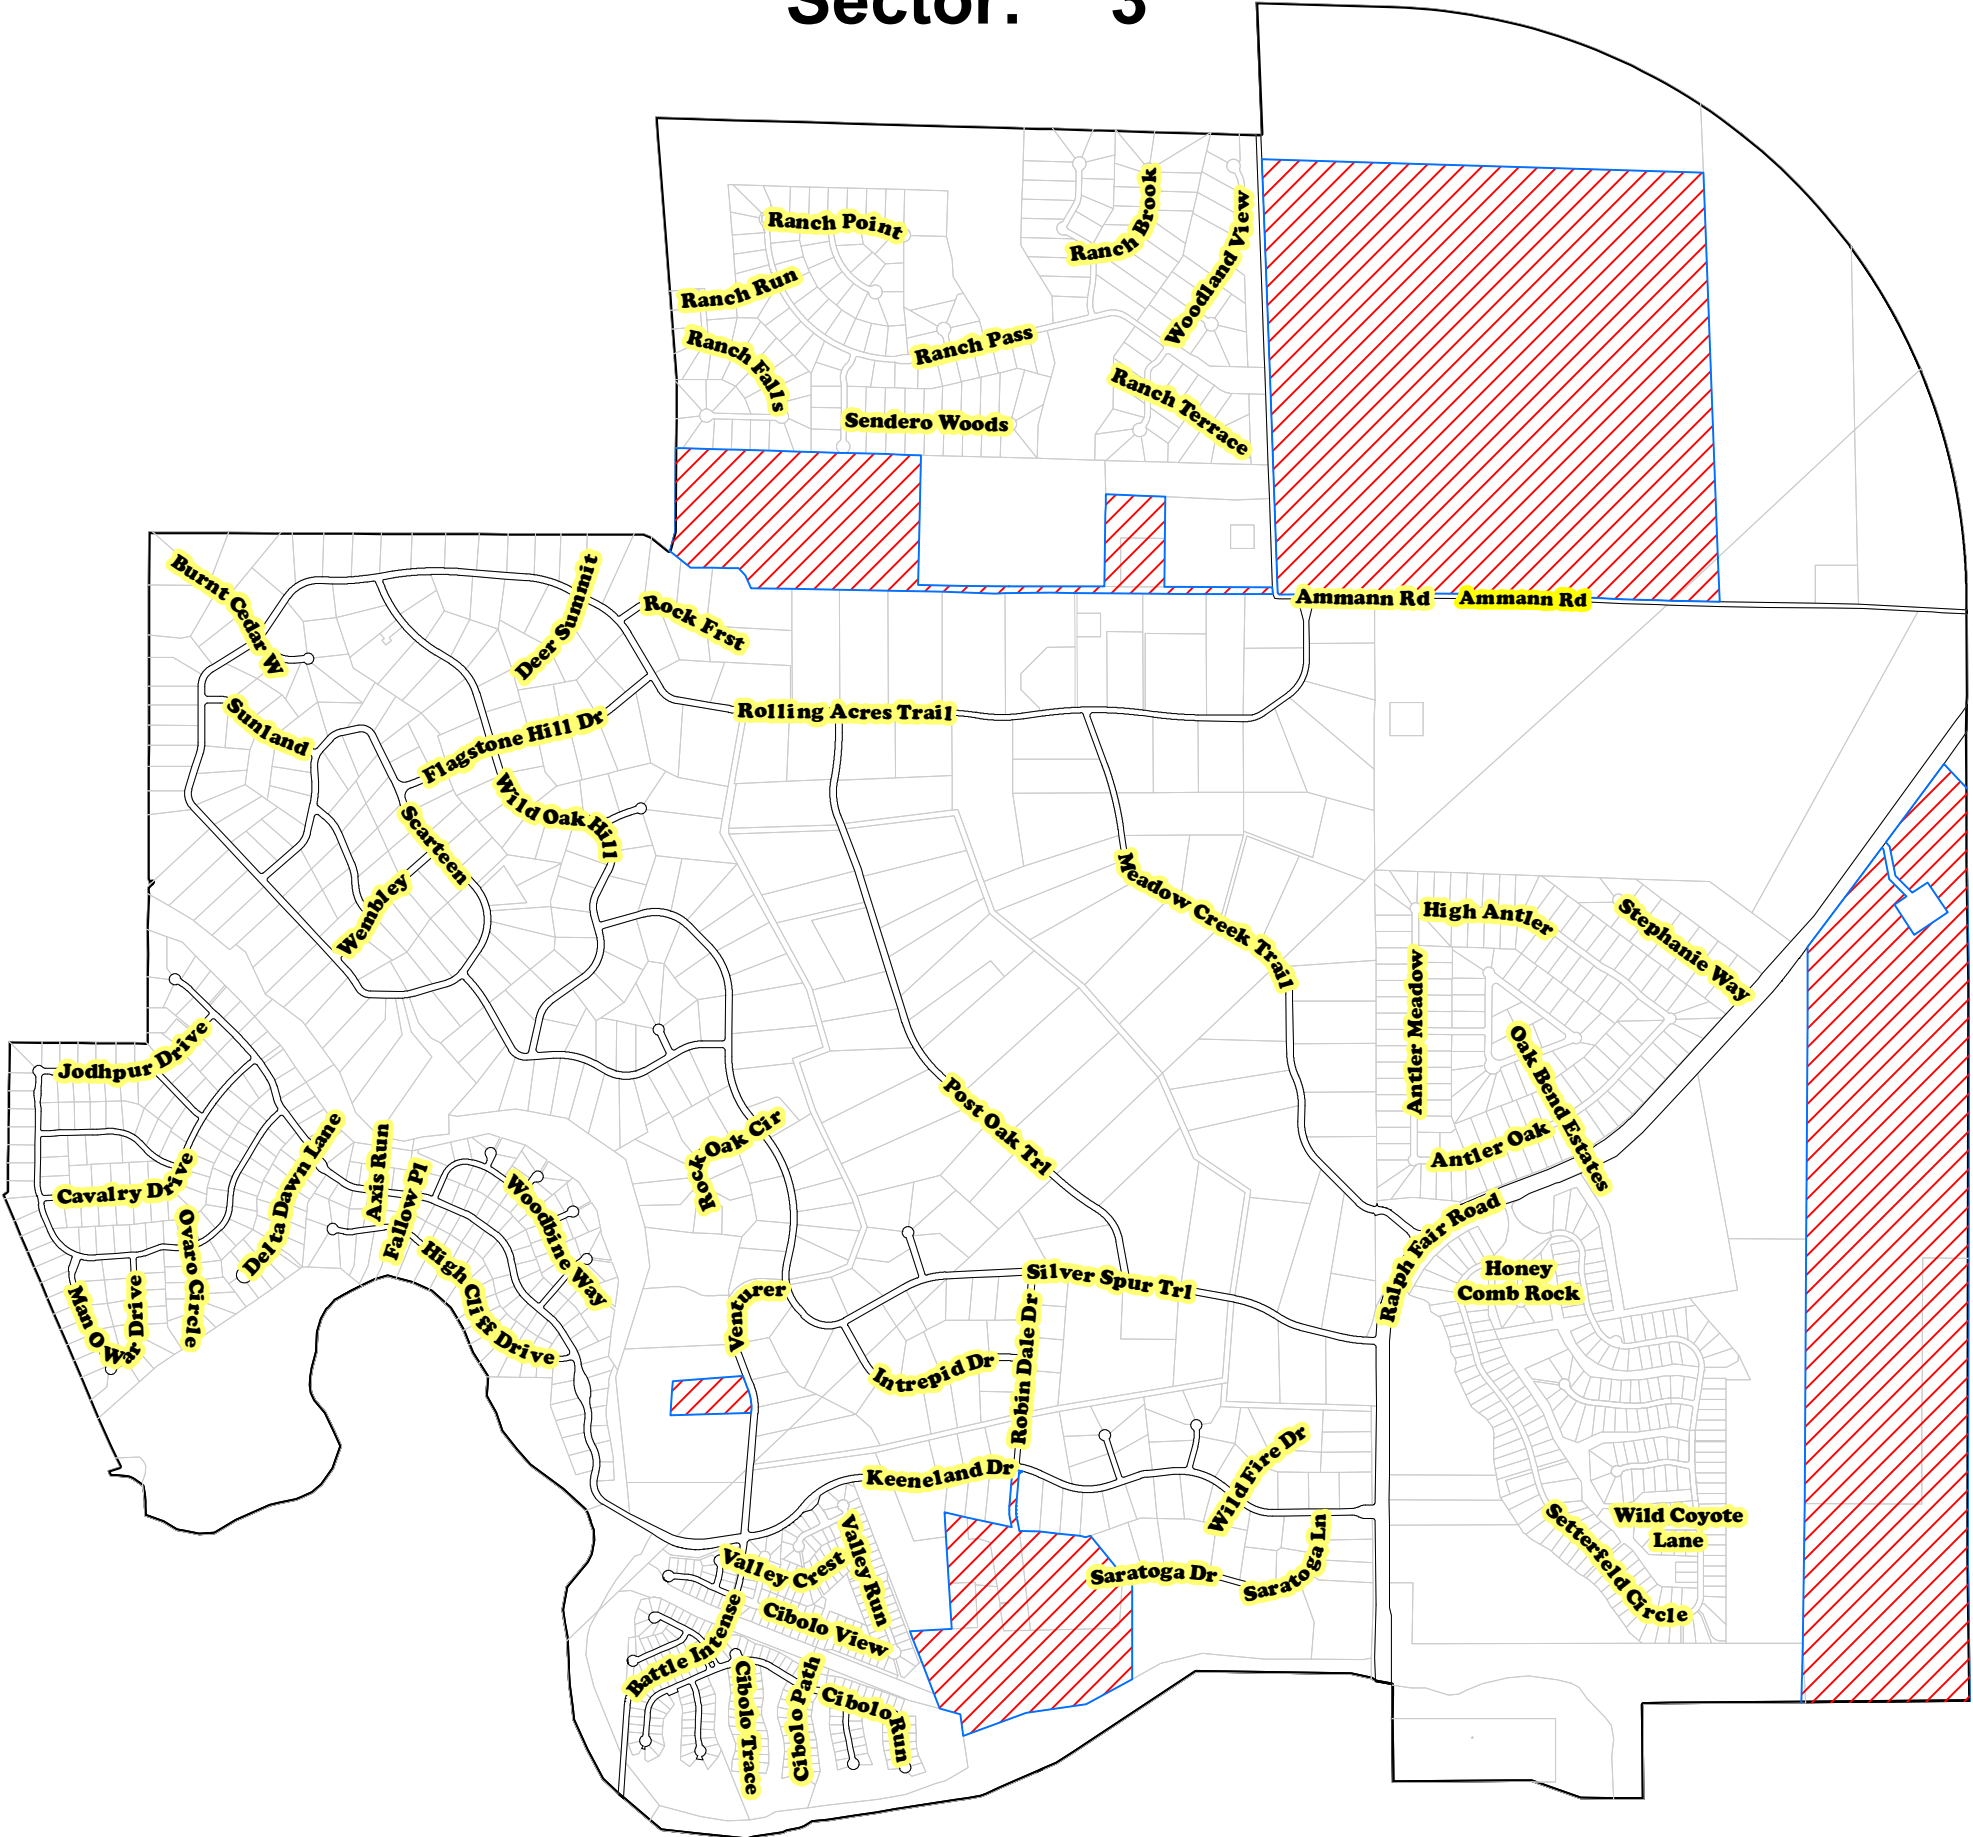 Sector: 3
Ranch Point
Ranch Brook
Woodland View
Ranch Run
Ranch Falls
Ranch Pass
Ranch Terrace
Sendero Woods
Burnt Cedar W
Deer Summit
Rock Frst
Ammann Rd
Ammann Rd
Sunland
Flagstone Hill Dr
Rolling Acres Trail
Wild Oak Hill
Scarteen
Wembley
Meadow Creek Trail
High Antler
Stephanie Way
Antler Meadow
Oak Bend Estates
Antler Oak
Jodhpur Drive
Post Oak Trl
Rock Oak Cir
Delta Dawn Lane
Axis Run
Fallow Pl
Woodbine Way
Cavalry Drive
Ovaro Circle
Man O War Drive
High Cliff Drive
Ralph Fair Road
Silver Spur Trl
Honey
Comb Rock
Venturer
Robin Dale Dr
Intrepid Dr
Keeneland Dr
Wild Fire Dr
Setterfeld Circle
Wild Coyote
Lane
Valley Crest
Valley Run
Saratoga Dr
Saratoga Ln
Cibolo View
Battle Intense
Cibolo Trace
Cibolo Path
Cibolo Run